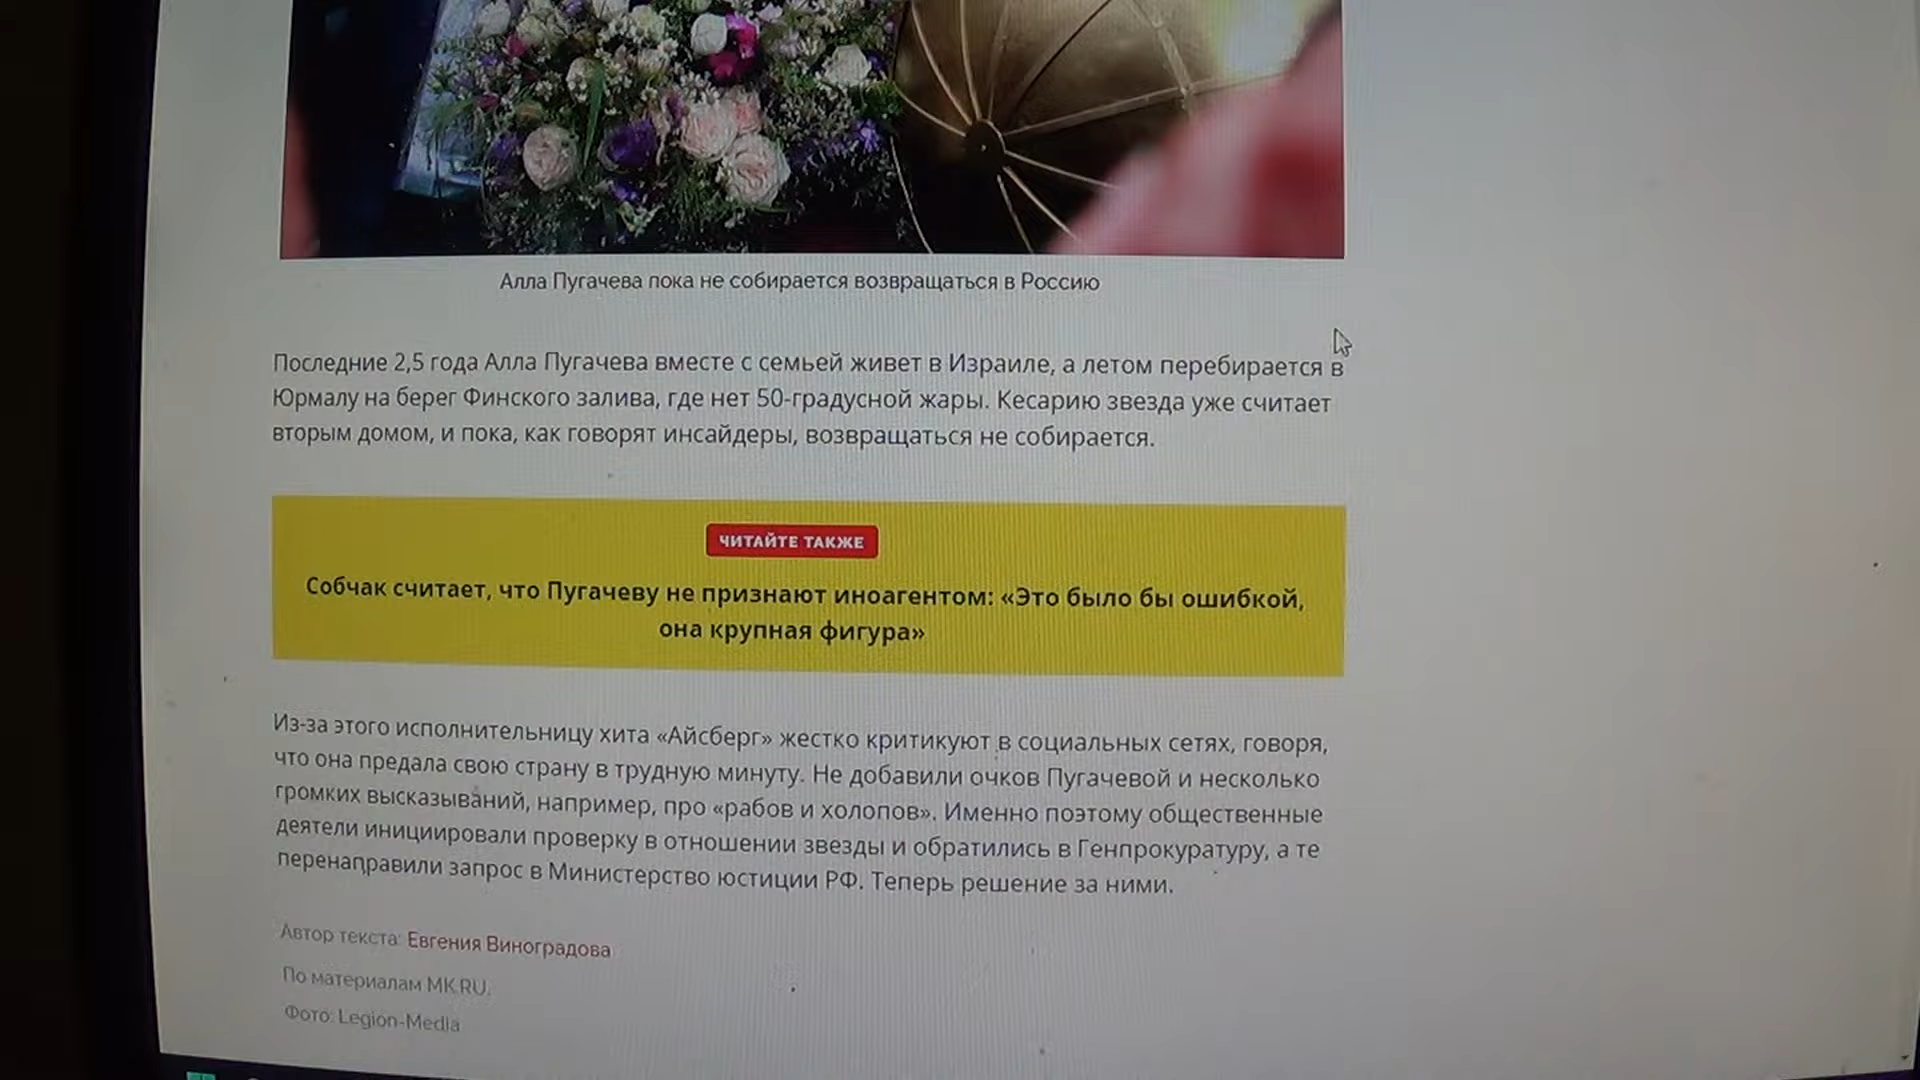 Алла Пугачева пока не собирается возвращаться в Россию
Последние 2,5 года Алла Пугачева вместе с семьей живет в Израиле, а летом перебирается в
Юрмалу на берег Финского залива, где нет 50-градусной жары. Кесарию звезда уже считает
вторым домом, и пока, как говорят инсайдеры, возвращаться не собирается.
ЧИТАЙТЕ ТАКЖЕ
Собчак считает, что Пугачеву не признают иноагентом: «Это было бы ошибкой,
она крупная фигура»
Из-за этого исполнительницу хита «Айсберг» жестко критикуют в социальных сетях, говоря,
что она предала свою страну в трудную минуту. Не добавили очков Пугачевой и несколько
громких высказываний, например, про «рабов и холопов». Именно поэтому общественные
деятели инициировали проверку в отношении звезды и обратились в Генпрокуратуру, а те
перенаправили запрос в Министерство юстиции РФ. Теперь решение за ними.
Автор текста: Евгения Виноградова
По материалам MK.RU.
Фото: Legion-Media